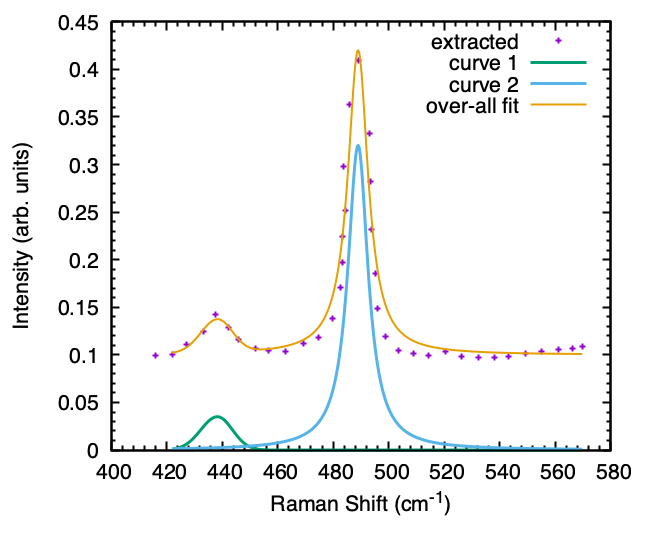 0.45
0.4
0.35
0.3
0.25
0.2
0.15
0.1
0.05
0
400 420 440 460 480 500 520 540 560 580
Raman Shift (cm-1)
Intensity (arb. units)
extracted
curve 1
curve 2
over-all fit